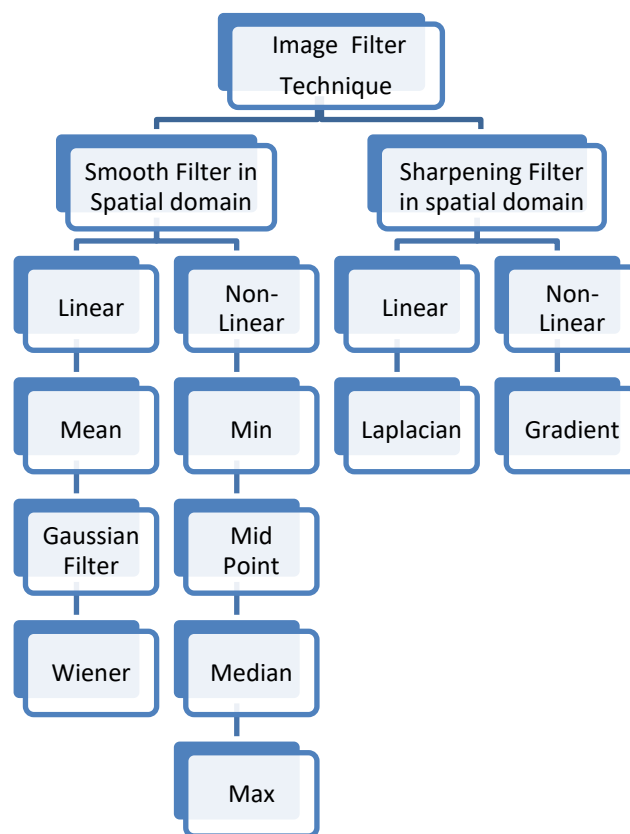 Image Filter
Technique
Smooth Filter in
Spatial domain
Sharpening Filter
in spatial domain
Linear
Non-
Linear
Linear
Non-
Linear
Mean
Min
Laplacian
Gradient
Gaussian
Filter
Mid
Point
Wiener
Median
Max